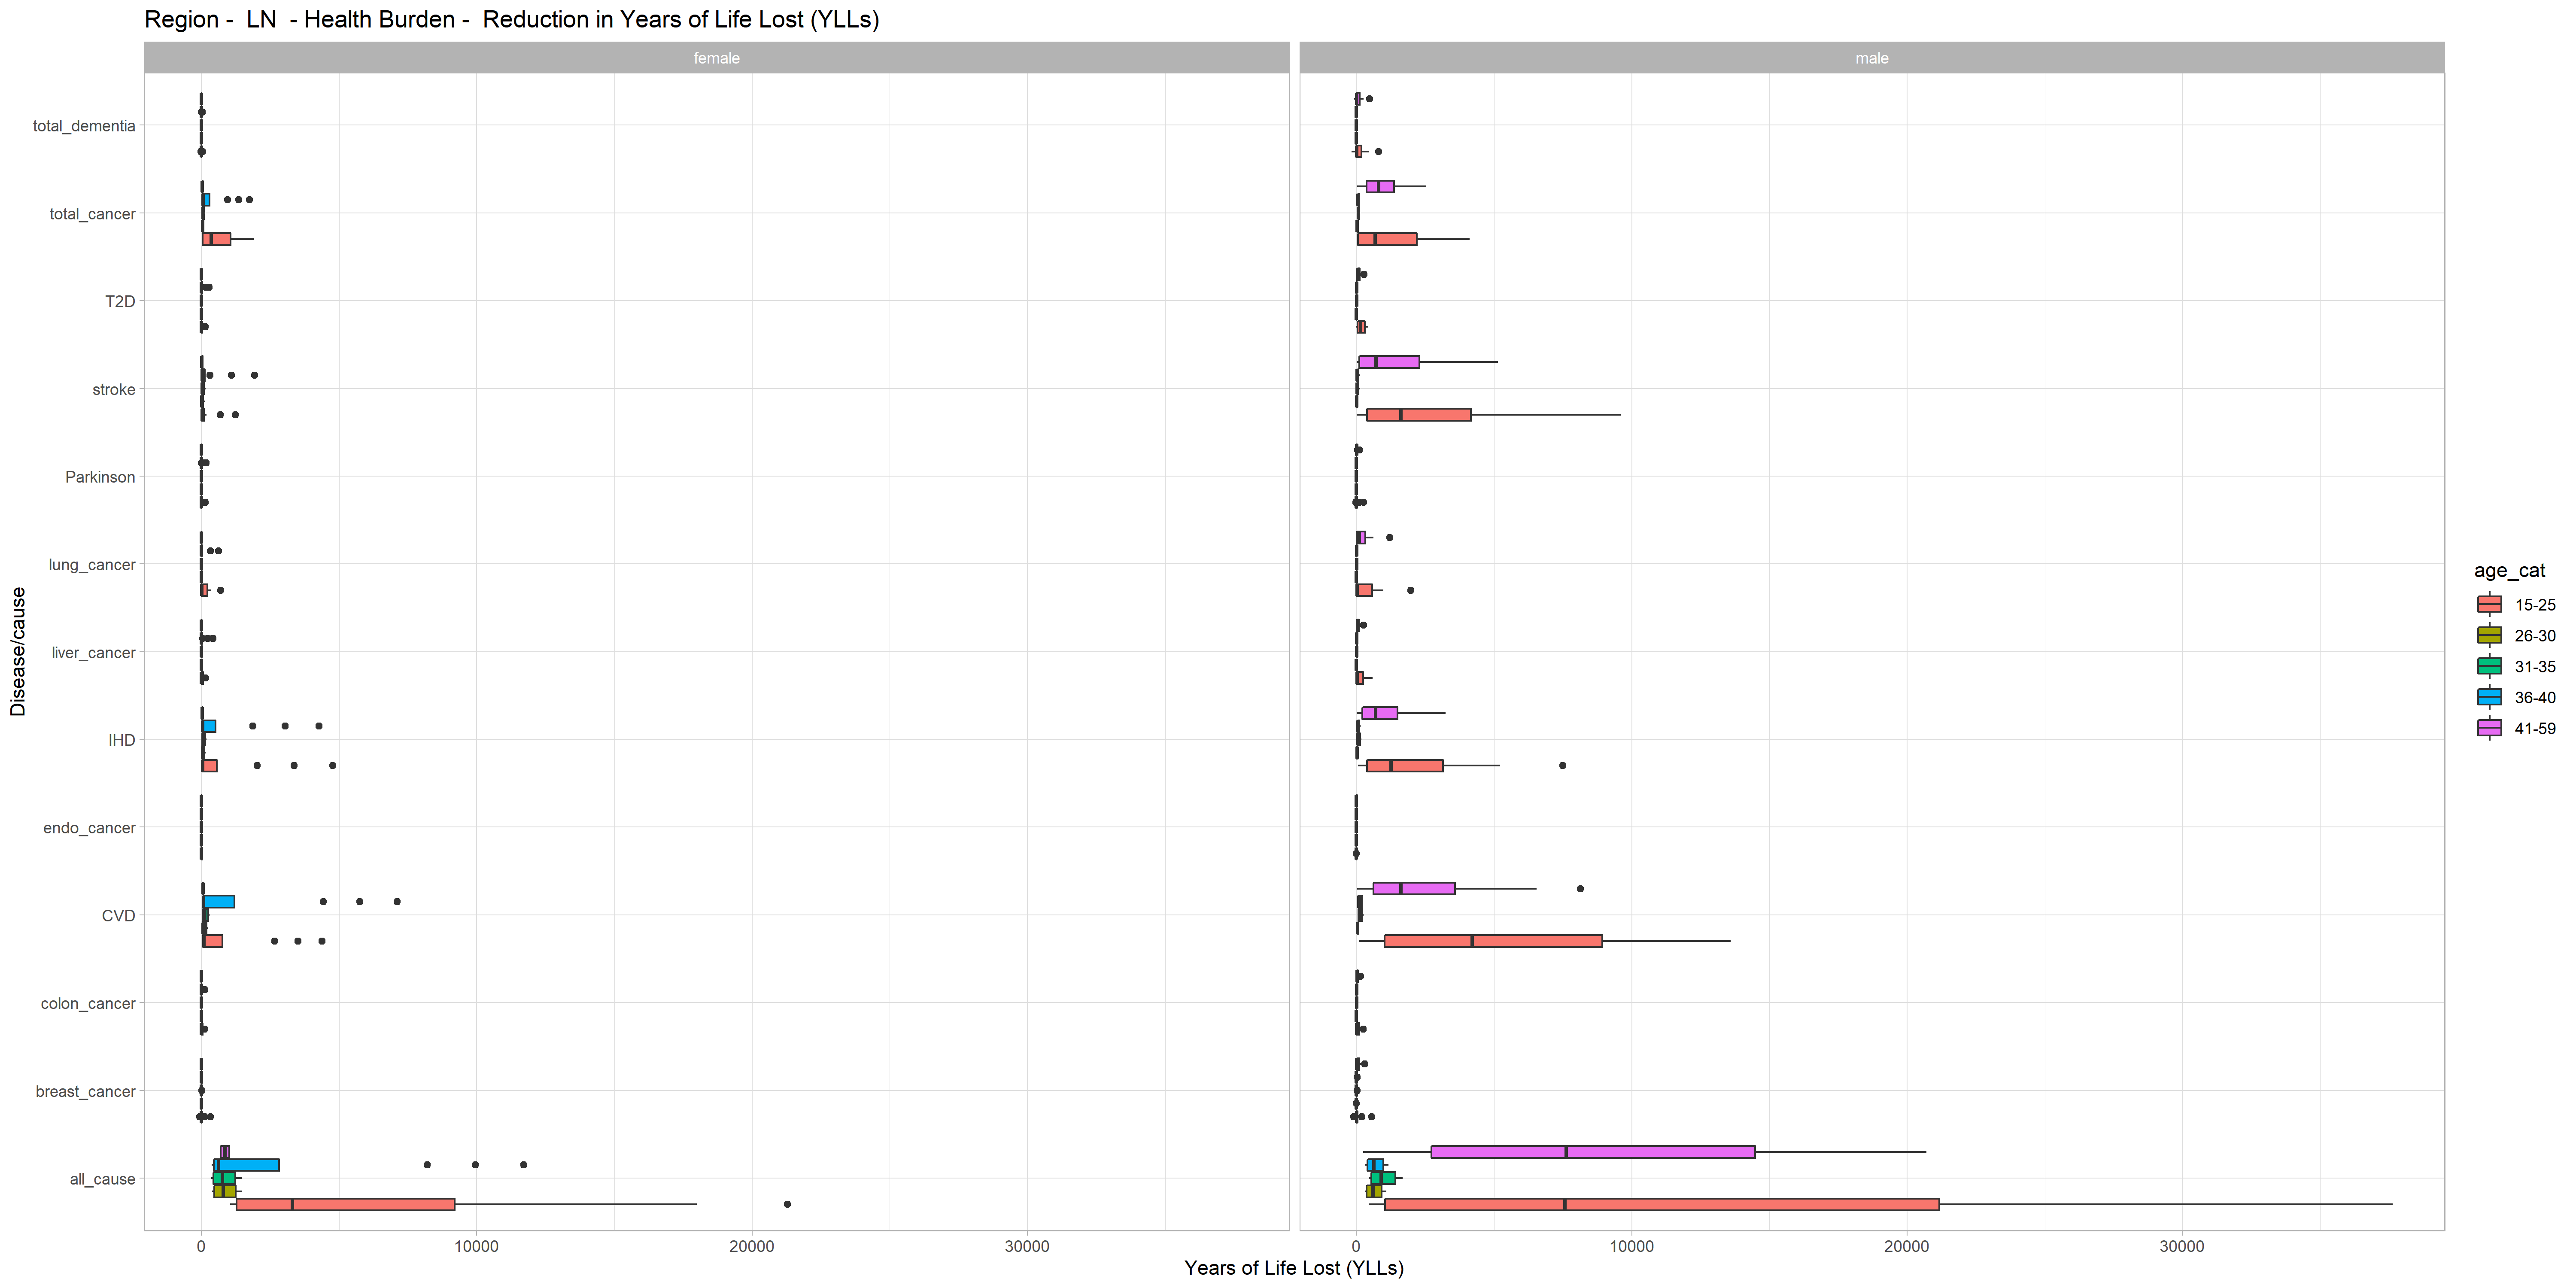 Region -  LN  - Health Burden -  Reduction in Years of Life Lost (YLLs)
female
male
total_dementia
total_cancer
T2D
stroke
Parkinson
lung_cancer
liver_cancer
IHD
endo_cancer
CVD
colon_cancer
breast_cancer
all_cause
Disease/cause
0
10000
20000
30000
0
10000
20000
30000
Years of Life Lost (YLLs)
age_cat
15-25
26-30
31-35
36-40
41-59